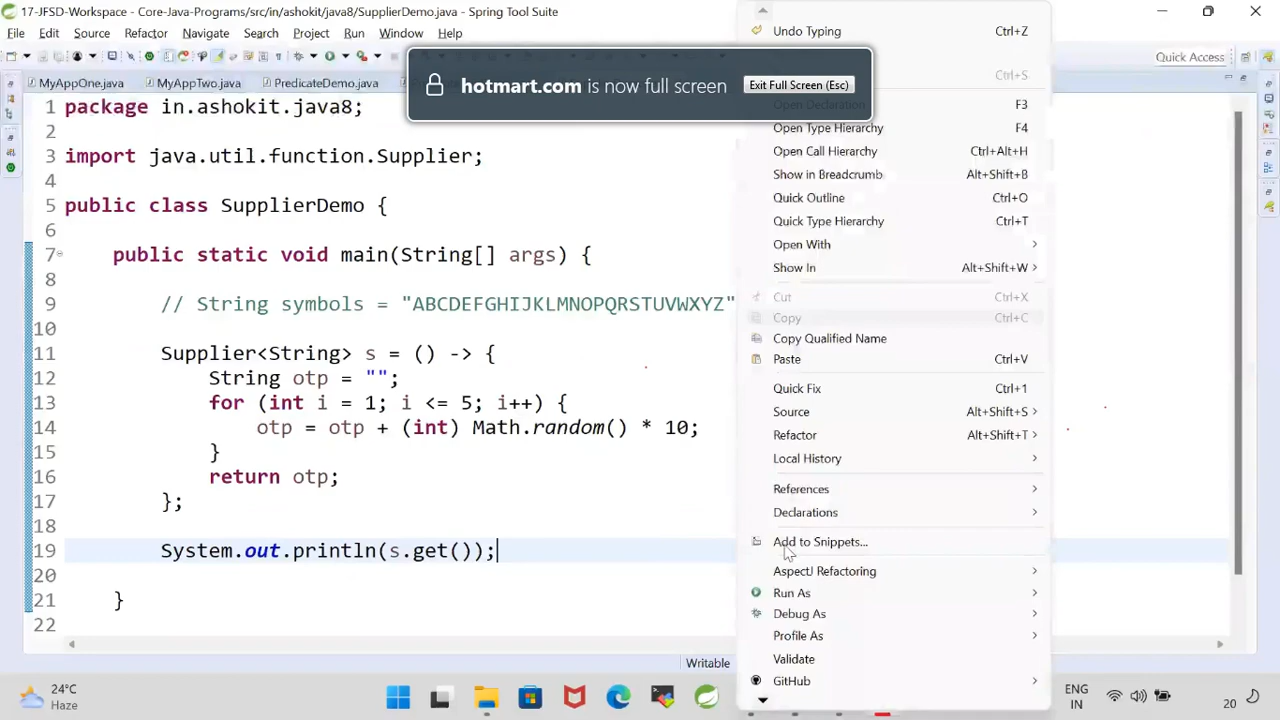 17-JFSD-Workspace - Core-Java-Programs/src/in/ashokit/java8/SupplierDemo.java - Spring Tool Suite
File Edit Source Refactor Navigate Search Project Run Window Help
Quick Access
MyAppOne.java MyAppTwo.java PredicateDemo.java
hotmart.com is now full screen Exit Full Screen (Esc)
1 package in.ashokit.java8;
2
3 import java.util.function.Supplier;
4
5 public class SupplierDemo {
6
7 public static void main(String[] args) {
8
9 // String symbols = "ABCDEFGHIJKLMNOPQRSTUVWXYZ"
10
11 Supplier<String> s = () -> {
12 String otp = "";
13 for (int i = 1; i <= 5; i++) {
14 otp = otp + (int) Math.random() * 10;
15 }
16 return otp;
17 };
18
19 System.out.println(s.get());
20
21 }
22
Undo Typing Ctrl+Z
Ctrl+S
Open Declaration F3
Open Type Hierarchy F4
Open Call Hierarchy Ctrl+Alt+H
Show in Breadcrumb Alt+Shift+B
Quick Outline Ctrl+O
Quick Type Hierarchy Ctrl+T
Open With
Show In Alt+Shift+W
Cut Ctrl+X
Copy Ctrl+C
Copy Qualified Name
Paste Ctrl+V
Quick Fix Ctrl+1
Source Alt+Shift+S
Refactor Alt+Shift+T
Local History
References
Declarations
Add to Snippets...
AspectJ Refactoring
Run As
Debug As
Profile As
Validate
GitHub
Writable
24°C
Haze
ENG
IN
20